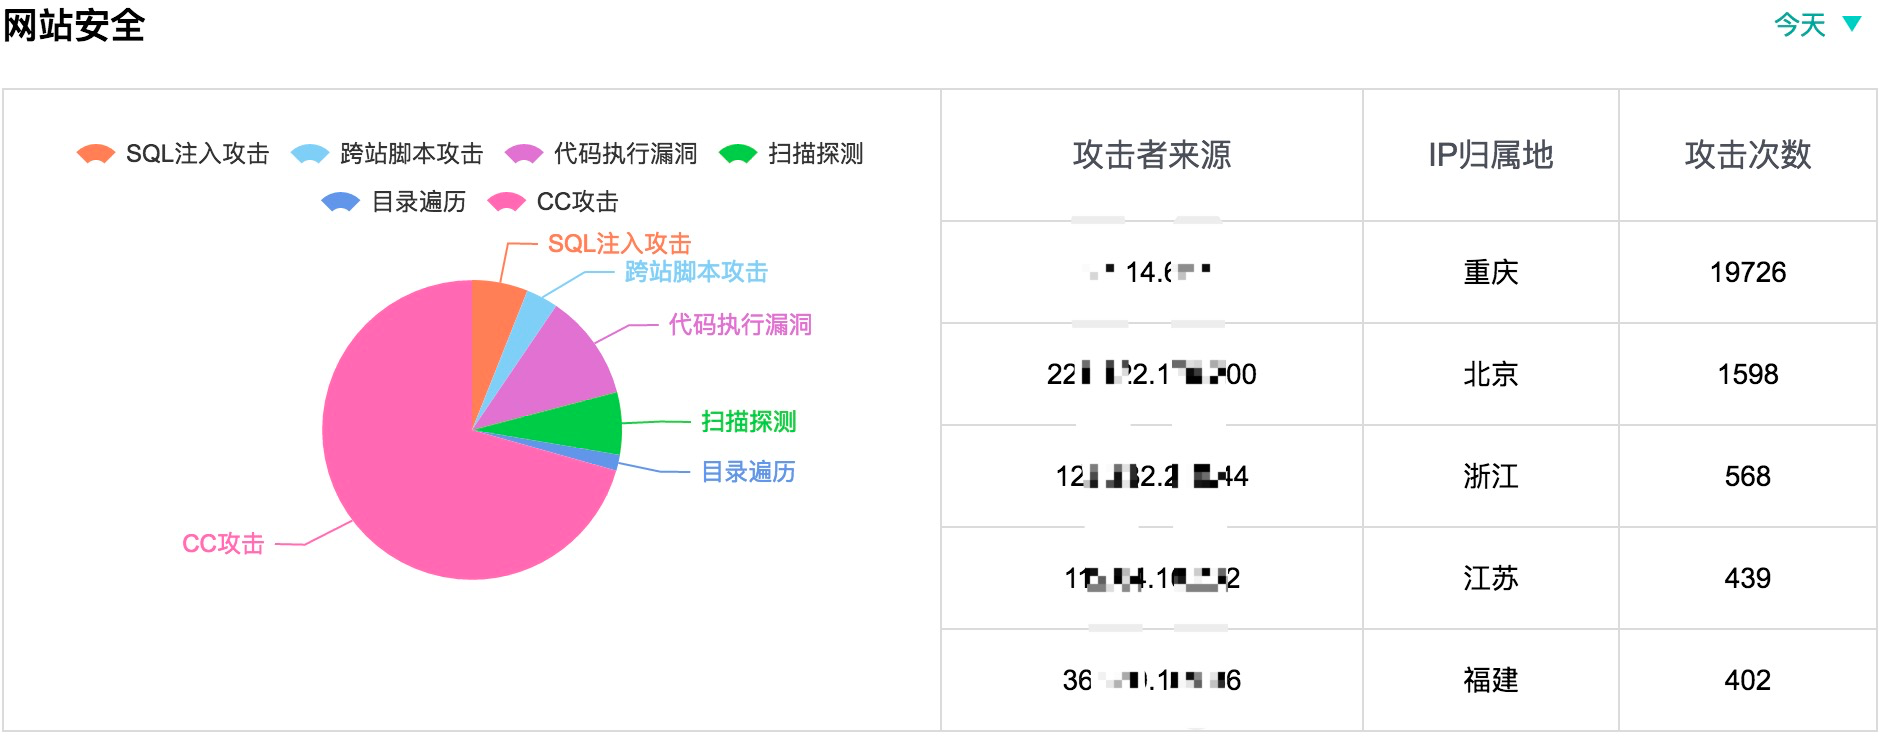 网站安全
今天
SQL注入攻击 跨站脚本攻击 代码执行漏洞 扫描探测
目录遍历 CC攻击
SQL注入攻击
跨站脚本攻击
代码执行漏洞
扫描探测
目录遍历
CC攻击
攻击者来源 IP归属地 攻击次数
重庆 19726
北京 1598
浙江 568
江苏 439
福建 402